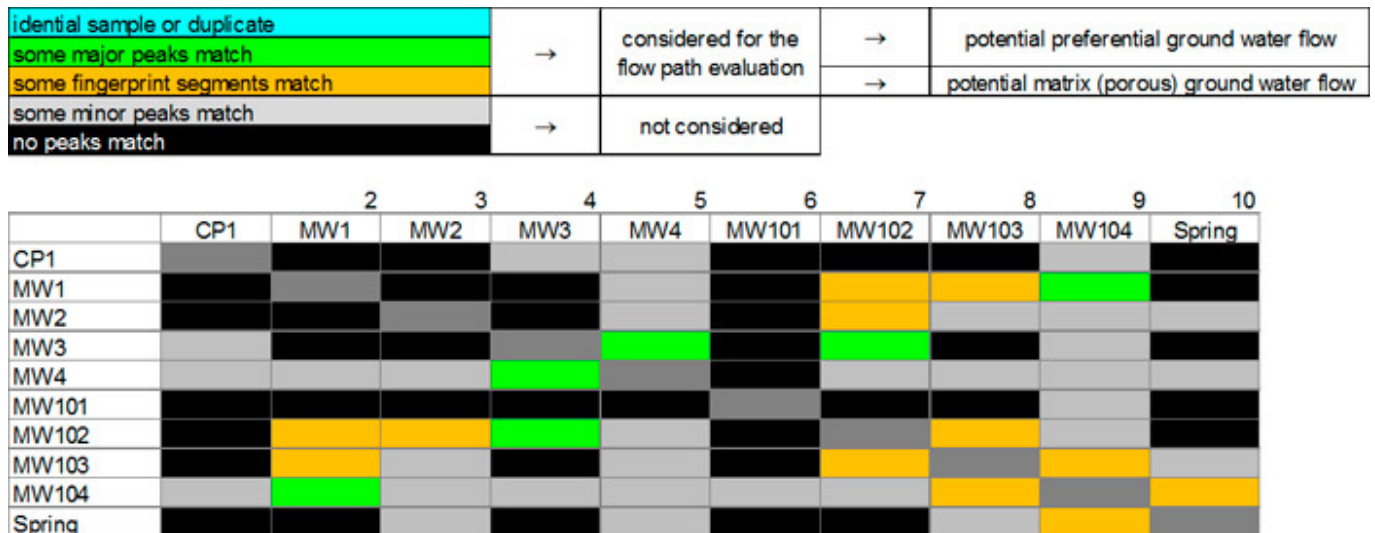 idential sample or duplicate
some major peaks match
some fingerprint segments match
→
considered for the
flow path evaluation
→
potential preferential ground water flow
→
potential matrix (porous) ground water flow
some minor peaks match
no peaks match
→
not considered
2 3 4 5 6 7 8 9 10
CP1 MW1 MW2 MW3 MW4 MW101 MW102 MW103 MW104 Spring
CP1
MW1
MW2
MW3
MW4
MW101
MW102
MW103
MW104
Spring